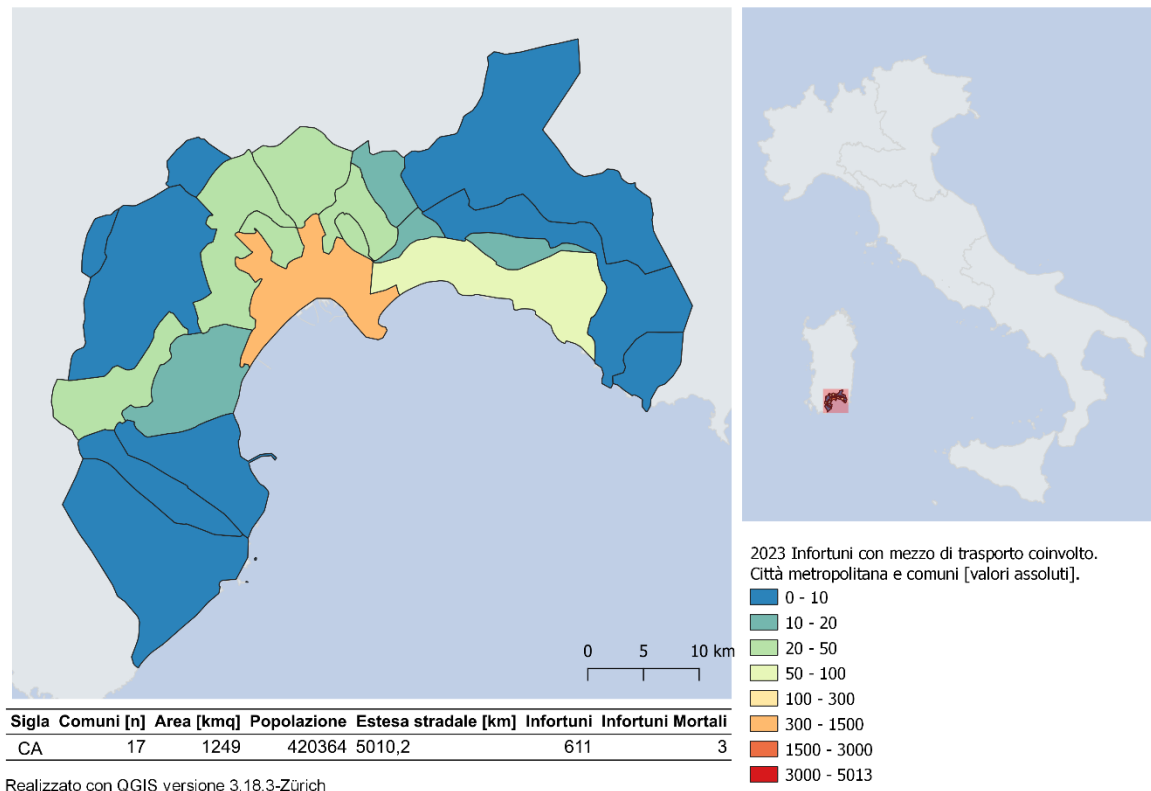 0 5 10 km
2023 Infortuni con mezzo di trasporto coinvolto.
Città metropolitana e comuni [valori assoluti].
0 - 10
10 - 20
20 - 50
50 - 100
100 - 300
300 - 1500
1500 - 3000
3000 - 5013
Sigla Comuni [n] Area [kmq] Popolazione Estesa stradale [km] Infortuni Infortuni Mortali
CA 17 1249 420364 5010,2 611 3
Realizzato con QGIS versione 3.18.3-Zürich